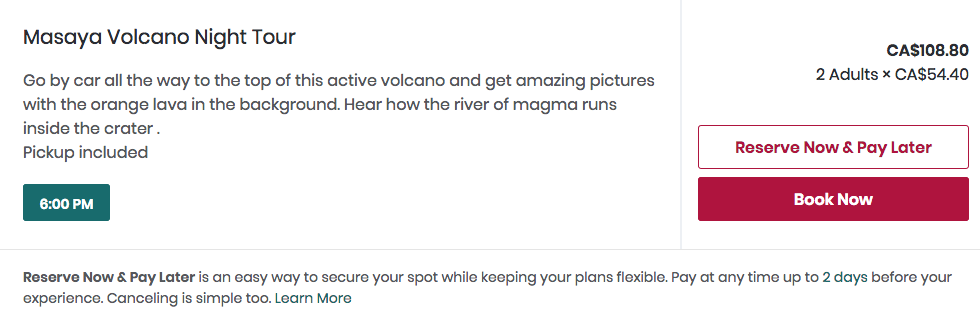 Masaya Volcano Night Tour
Go by car all the way to the top of this active volcano and get amazing pictures
with the orange lava in the background. Hear how the river of magma runs
inside the crater .
Pickup included
6:00 PM
CA$108.80
2 Adults × CA$54.40
Reserve Now & Pay Later
Book Now
Reserve Now & Pay Later is an easy way to secure your spot while keeping your plans flexible. Pay at any time up to 2 days before your
experience. Canceling is simple too. Learn More